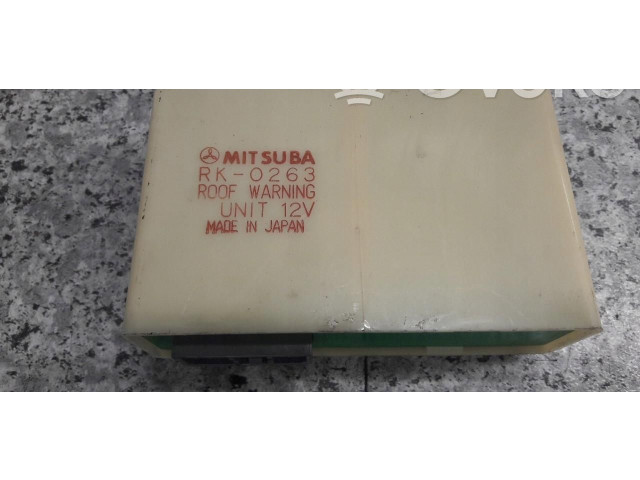 MITSUBA
RK-0263
ROOF WARNING
UNIT 12V
MADE IN JAPAN